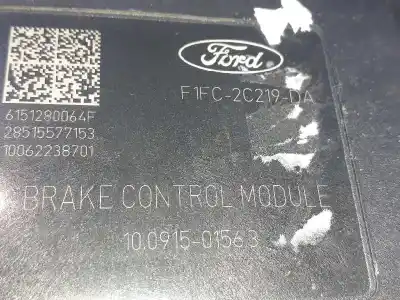 Ford
F1FC-2C219-DA
6151280064F
28515577153
10062238701
BRAKE CONTROL MODULE
10.0915-0156.3